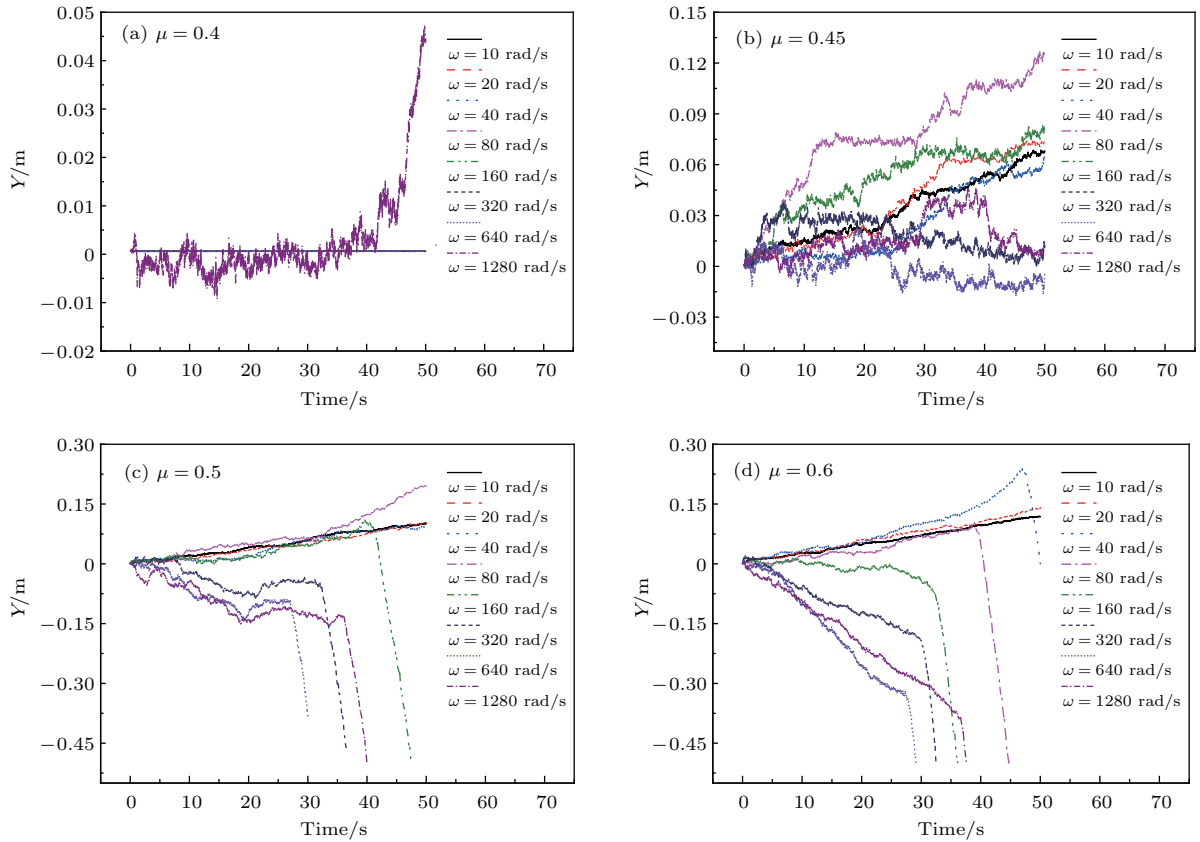 (a) μ = 0.4
Y/m
0.05
0.04
0.03
0.02
0.01
0
−0.01
−0.02
ω = 10 rad/s
ω = 20 rad/s
ω = 40 rad/s
ω = 80 rad/s
ω = 160 rad/s
ω = 320 rad/s
ω = 640 rad/s
ω = 1280 rad/s
0 10 20 30 40 50 60 70
Time/s
(b) μ = 0.45
Y/m
0.15
0.12
0.09
0.06
0.03
0
−0.03
ω = 10 rad/s
ω = 20 rad/s
ω = 40 rad/s
ω = 80 rad/s
ω = 160 rad/s
ω = 320 rad/s
ω = 640 rad/s
ω = 1280 rad/s
0 10 20 30 40 50 60 70
Time/s
(c) μ = 0.5
Y/m
0.30
0.15
0
−0.15
−0.30
−0.45
ω = 10 rad/s
ω = 20 rad/s
ω = 40 rad/s
ω = 80 rad/s
ω = 160 rad/s
ω = 320 rad/s
ω = 640 rad/s
ω = 1280 rad/s
0 10 20 30 40 50 60 70
Time/s
(d) μ = 0.6
Y/m
0.30
0.15
0
−0.15
−0.30
−0.45
ω = 10 rad/s
ω = 20 rad/s
ω = 40 rad/s
ω = 80 rad/s
ω = 160 rad/s
ω = 320 rad/s
ω = 640 rad/s
ω = 1280 rad/s
0 10 20 30 40 50 60 70
Time/s